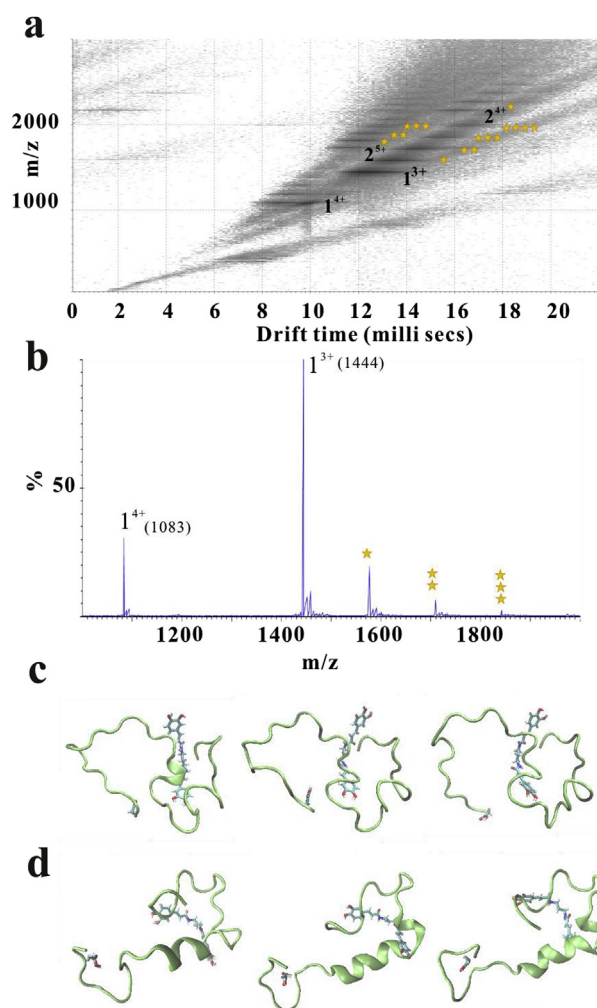 a
2000
1000
m/z
2⁴⁺
2⁵⁺
1³⁺
1⁴⁺
0 2 4 6 8 10 12 14 16 18 20
Drift time (milli secs)
b
1³⁺ (1444)
%
50
1⁴⁺ (1083)
1200 1400 1600 1800
m/z
c
d